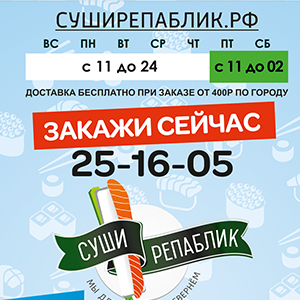 СУШИРЕПАБЛИК.РФ
ВС ПН ВТ СР ЧТ ПТ СБ
с 11 до 24 с 11 до 02
ДОСТАВКА БЕСПЛАТНО ПРИ ЗАКАЗЕ ОТ 400Р ПО ГОРОДУ
ЗАКАЖИ СЕЙЧАС
25-16-05
СУШИ РЕПАБЛИК
МЫ